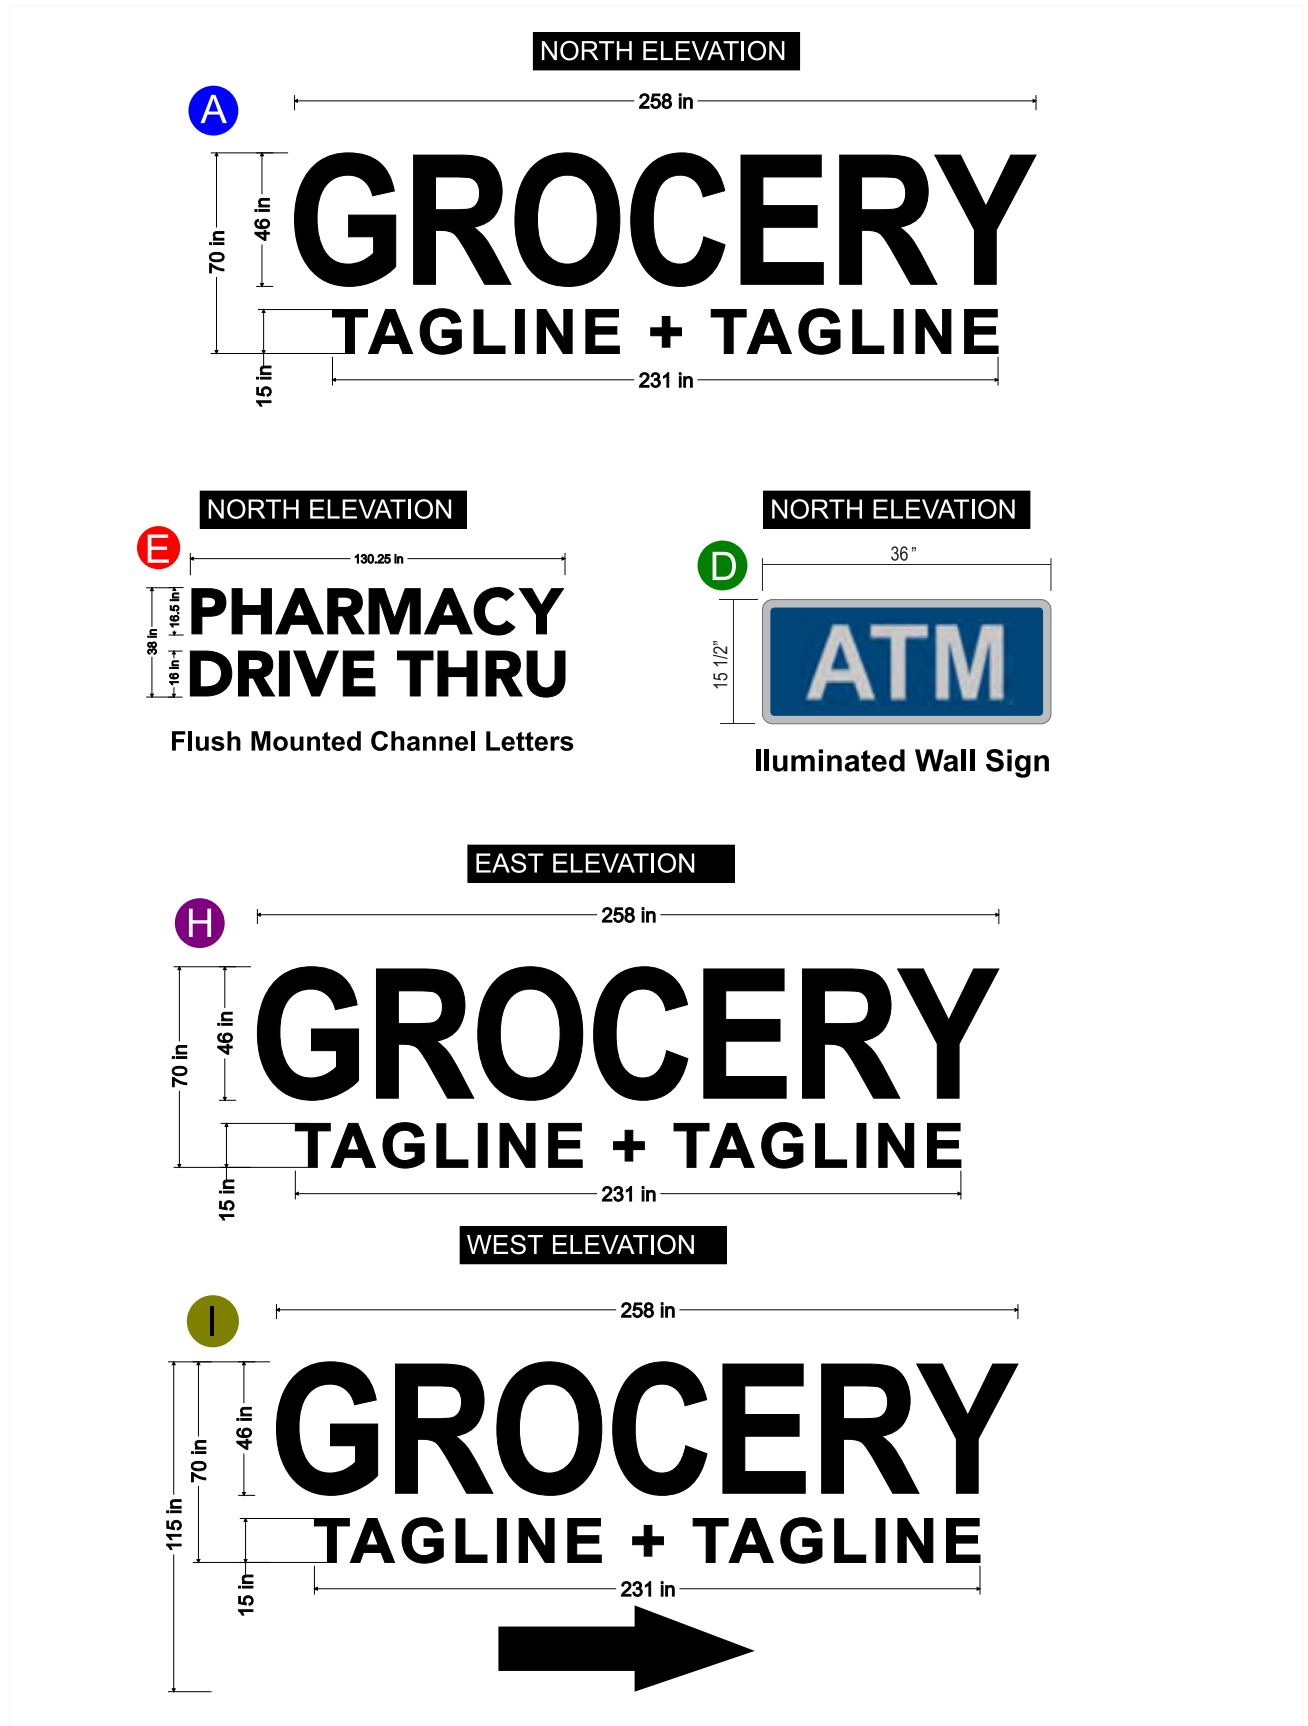 NORTH ELEVATION
A
258 in
70 in
46 in
GROCERY
TAGLINE + TAGLINE
15 in
231 in
NORTH ELEVATION
E
130.25 in
38 in
16.5 in
PHARMACY
16 in
DRIVE THRU
Flush Mounted Channel Letters
NORTH ELEVATION
D
36 "
15 1/2"
ATM
Iluminated Wall Sign
EAST ELEVATION
H
258 in
70 in
46 in
GROCERY
TAGLINE + TAGLINE
15 in
231 in
WEST ELEVATION
I
258 in
115 in
70 in
46 in
GROCERY
TAGLINE + TAGLINE
15 in
231 in